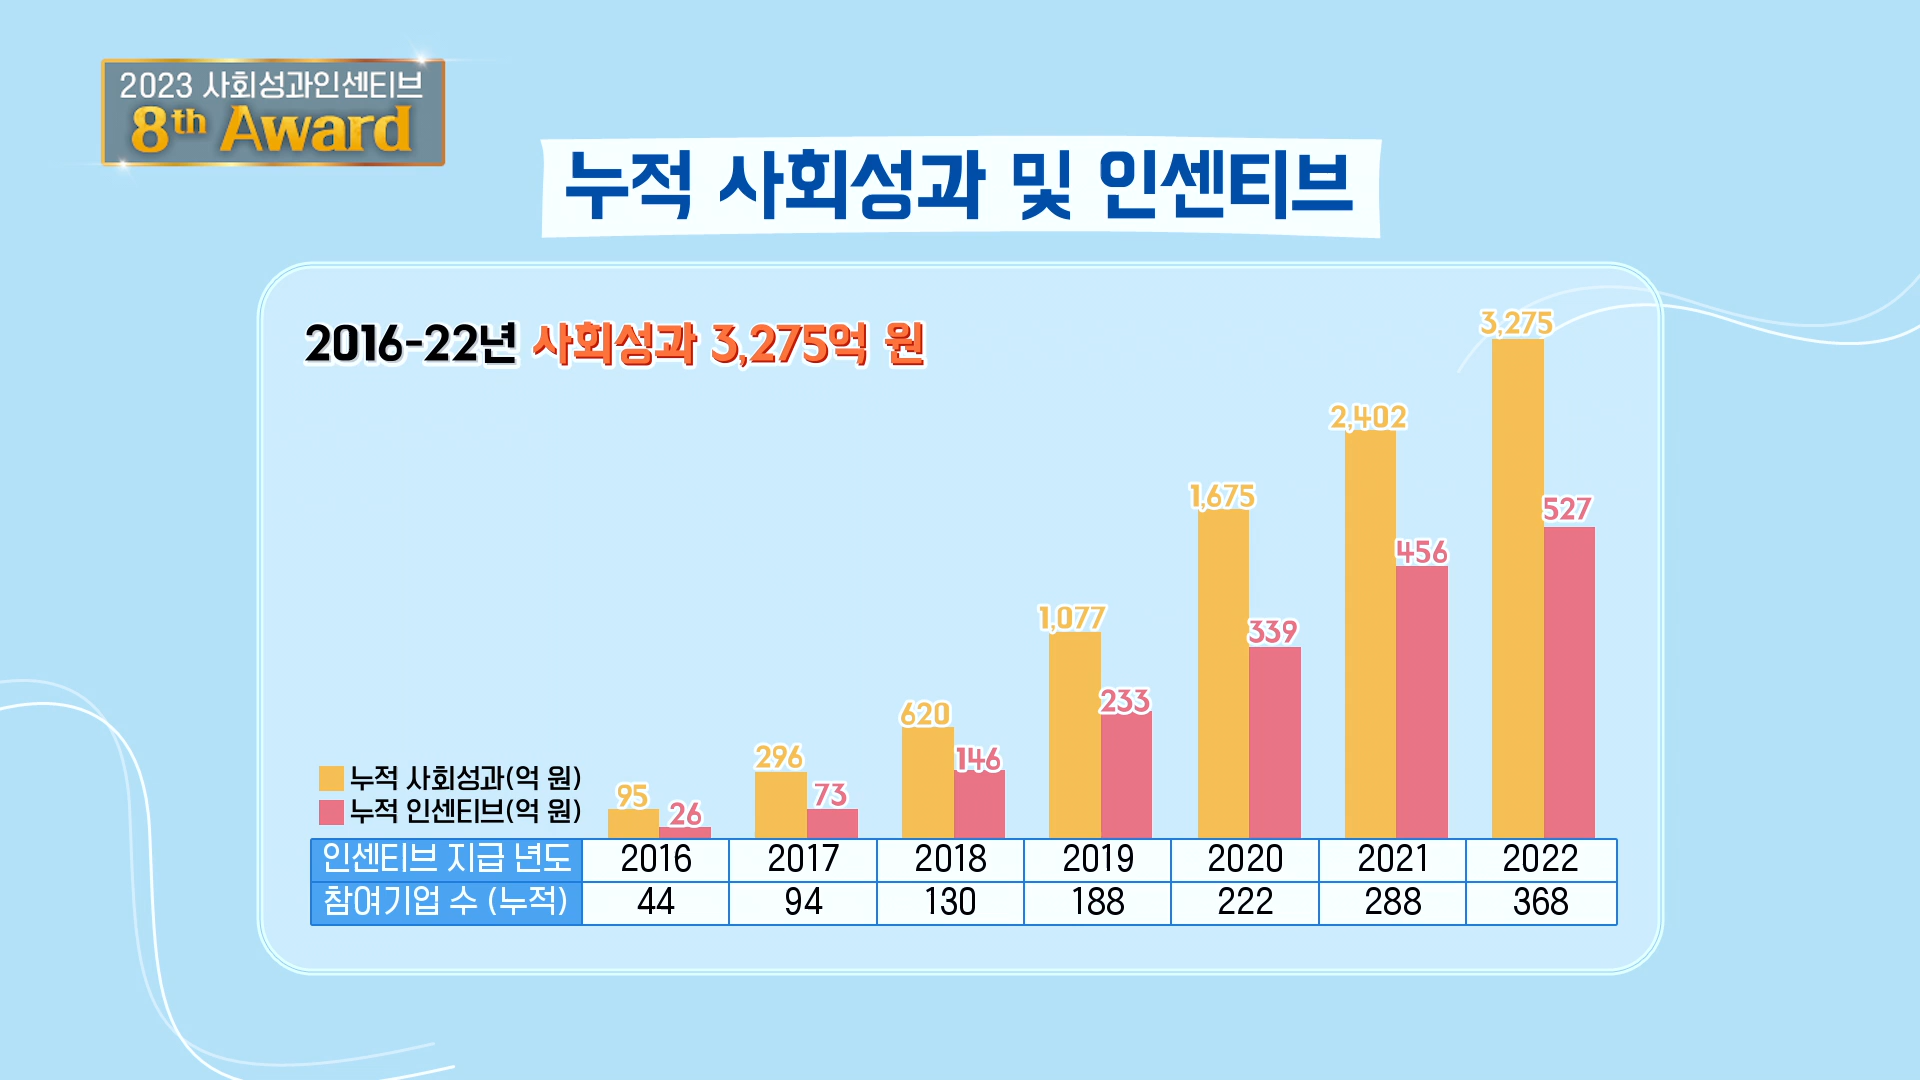 2023 사회성과인센티브
8th Award
누적 사회성과 및 인센티브
2016-22년 사회성과 3,275억 원
3,275
2,402
527
1,675
456
339
1,077
233
620
146
296
73
95
26
누적 사회성과(억 원)
누적 인센티브(억 원)
인센티브 지급 년도 2016 2017 2018 2019 2020 2021 2022
참여기업 수 (누적) 44 94 130 188 222 288 368